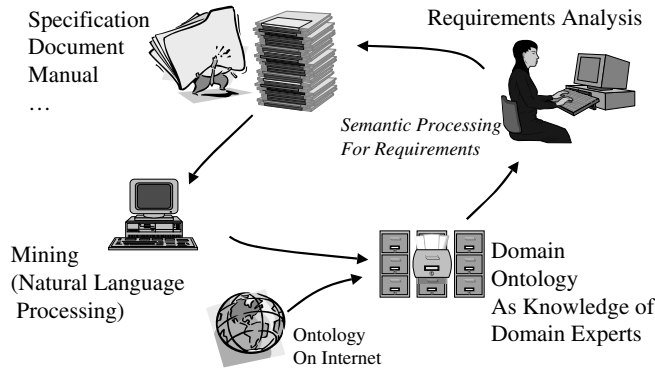 Specification
Document
Manual
…
Requirements Analysis
Semantic Processing
For Requirements
Mining
(Natural Language
Processing)
Domain
Ontology
As Knowledge of
Domain Experts
Ontology
On Internet